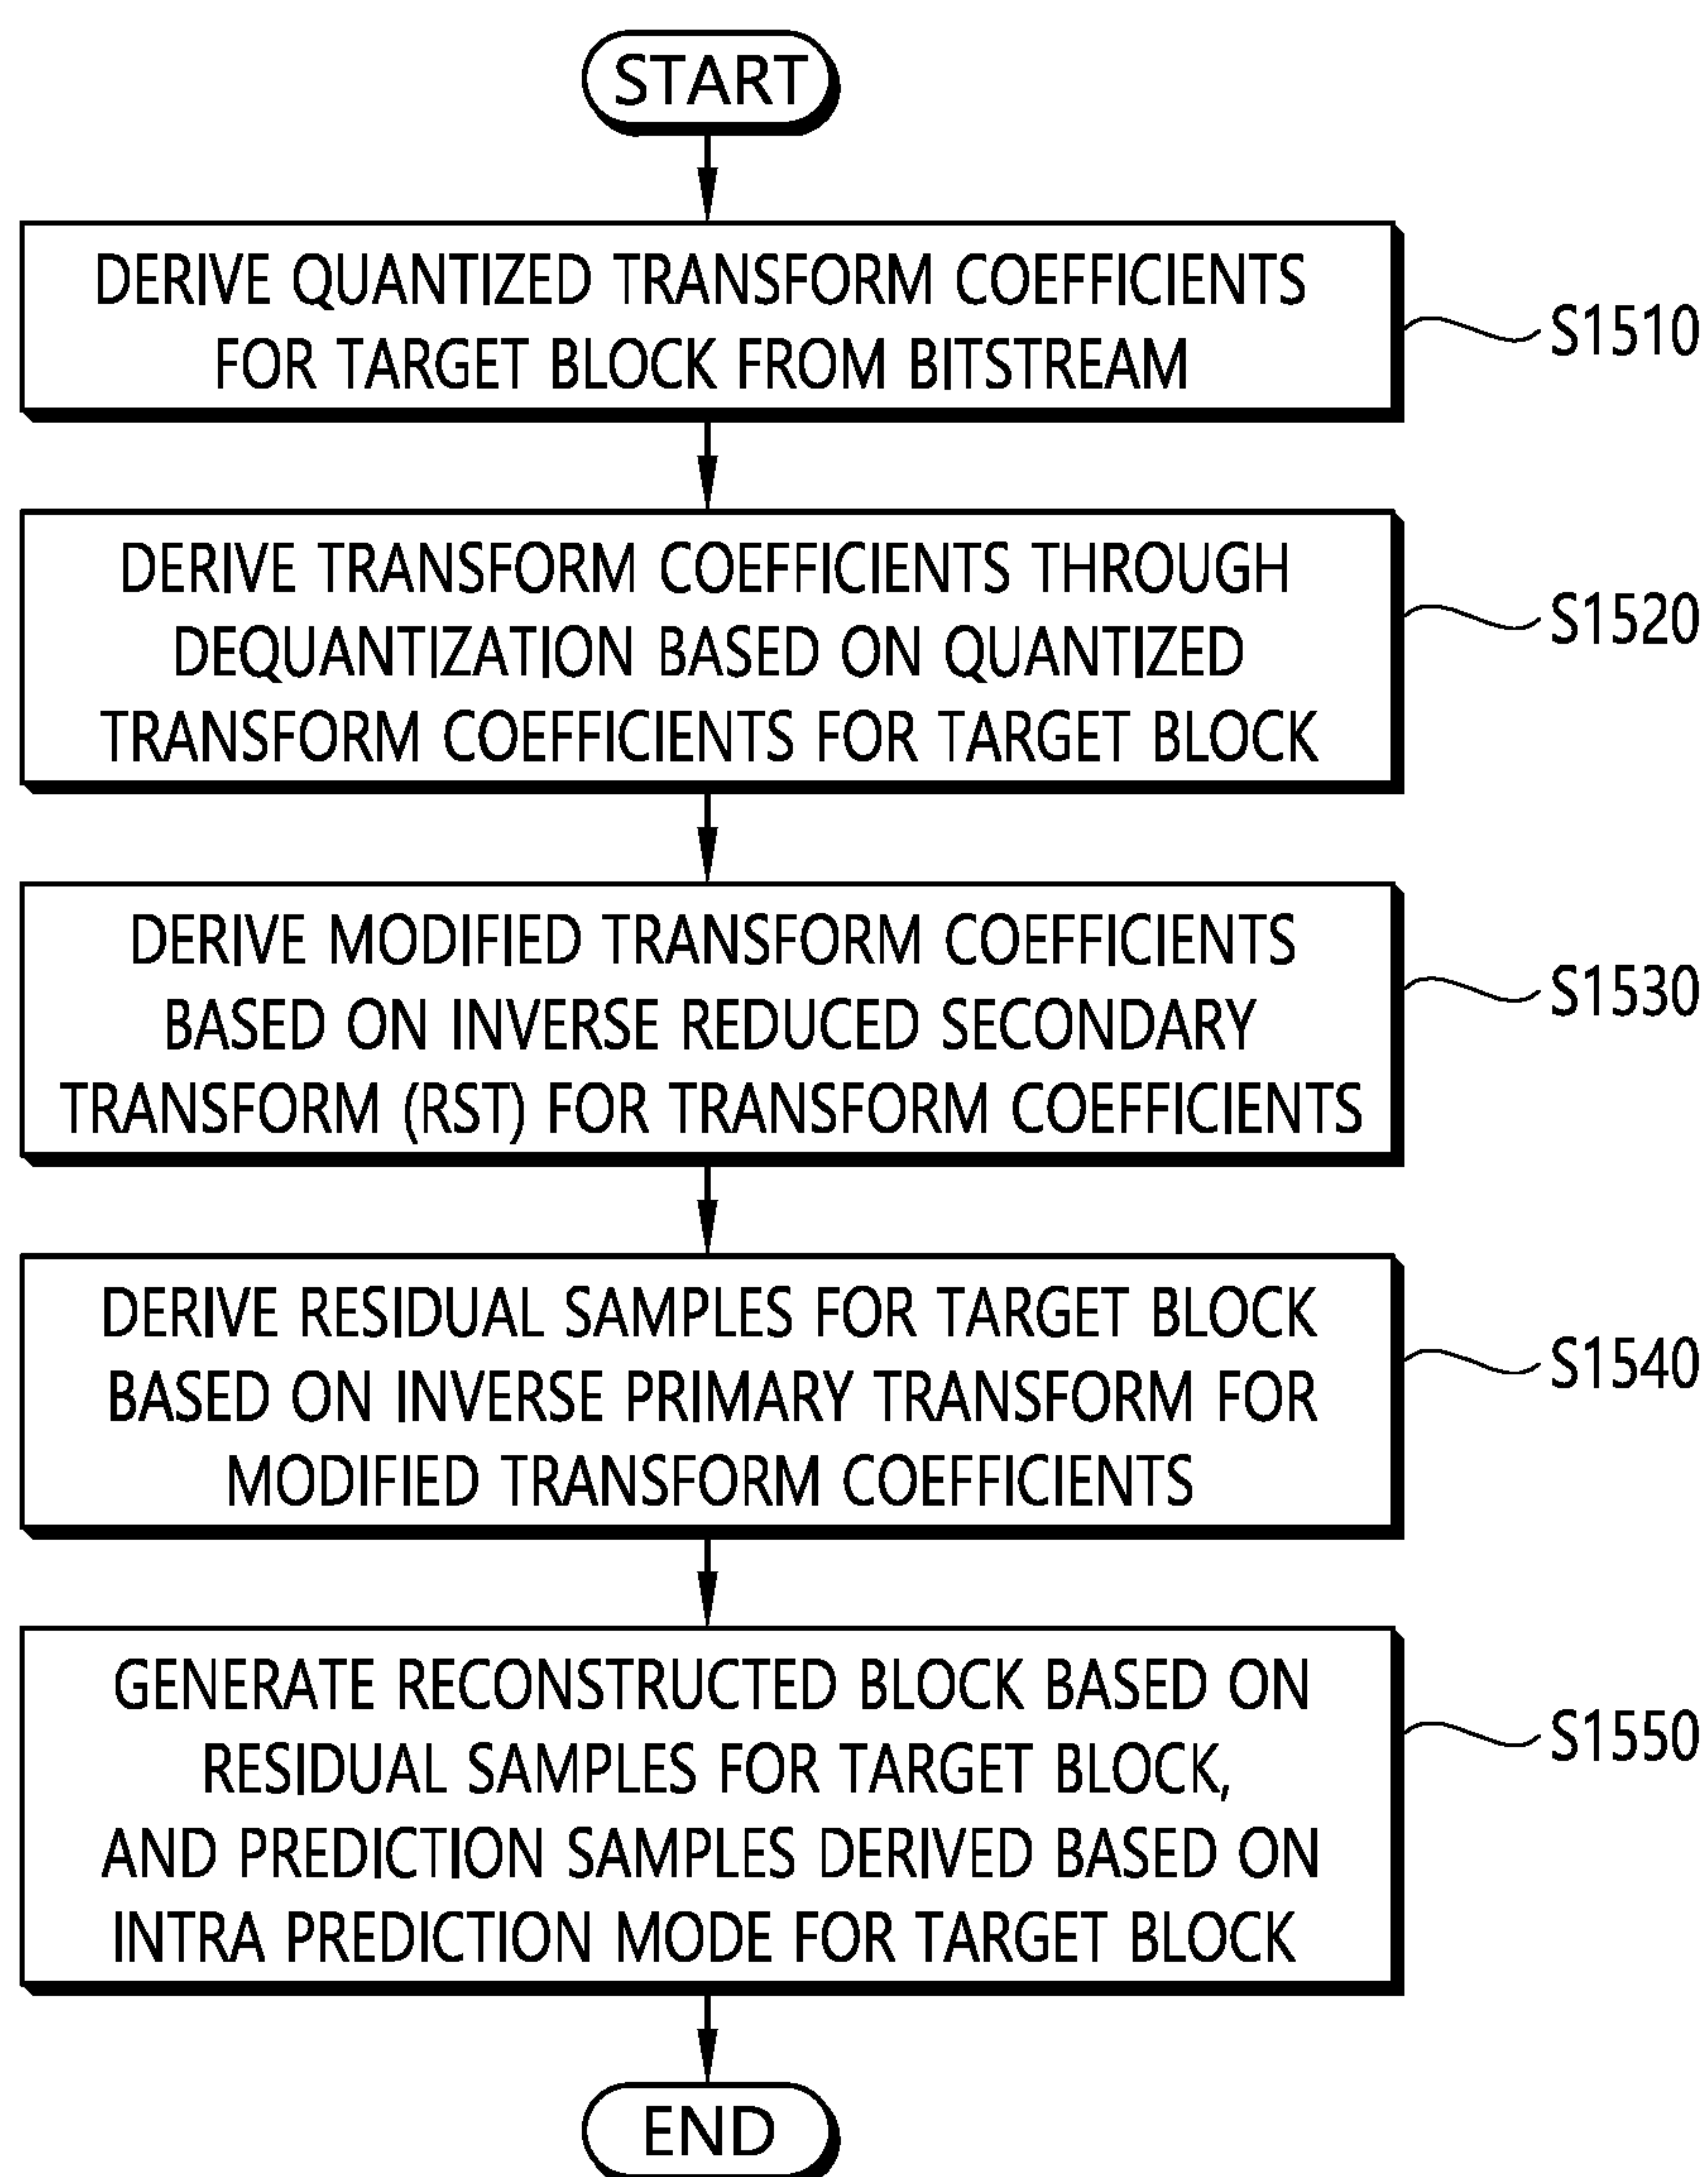 START
DERIVE QUANTIZED TRANSFORM COEFFICIENTS
FOR TARGET BLOCK FROM BITSTREAM
S1510
DERIVE TRANSFORM COEFFICIENTS THROUGH
DEQUANTIZATION BASED ON QUANTIZED
TRANSFORM COEFFICIENTS FOR TARGET BLOCK
S1520
DERIVE MODIFIED TRANSFORM COEFFICIENTS
BASED ON INVERSE REDUCED SECONDARY
TRANSFORM (RST) FOR TRANSFORM COEFFICIENTS
S1530
DERIVE RESIDUAL SAMPLES FOR TARGET BLOCK
BASED ON INVERSE PRIMARY TRANSFORM FOR
MODIFIED TRANSFORM COEFFICIENTS
S1540
GENERATE RECONSTRUCTED BLOCK BASED ON
RESIDUAL SAMPLES FOR TARGET BLOCK,
AND PREDICTION SAMPLES DERIVED BASED ON
INTRA PREDICTION MODE FOR TARGET BLOCK
S1550
END